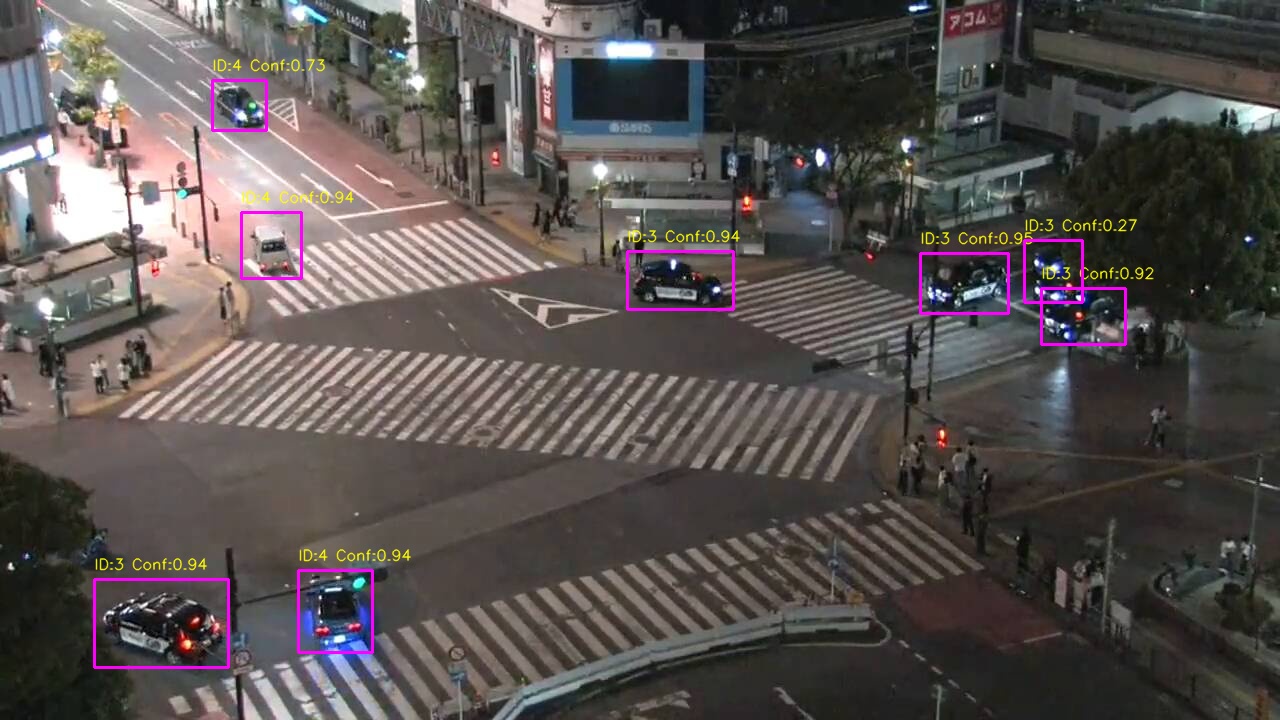 AMERICAN EAGLE
アコム
ID:4 Conf:0.73
ID:4 Conf:0.94
ID:3 Conf:0.94
ID:3 Conf:0.95
ID:3 Conf:0.27
ID:3 Conf:0.92
ID:3 Conf:0.94
ID:4 Conf:0.94